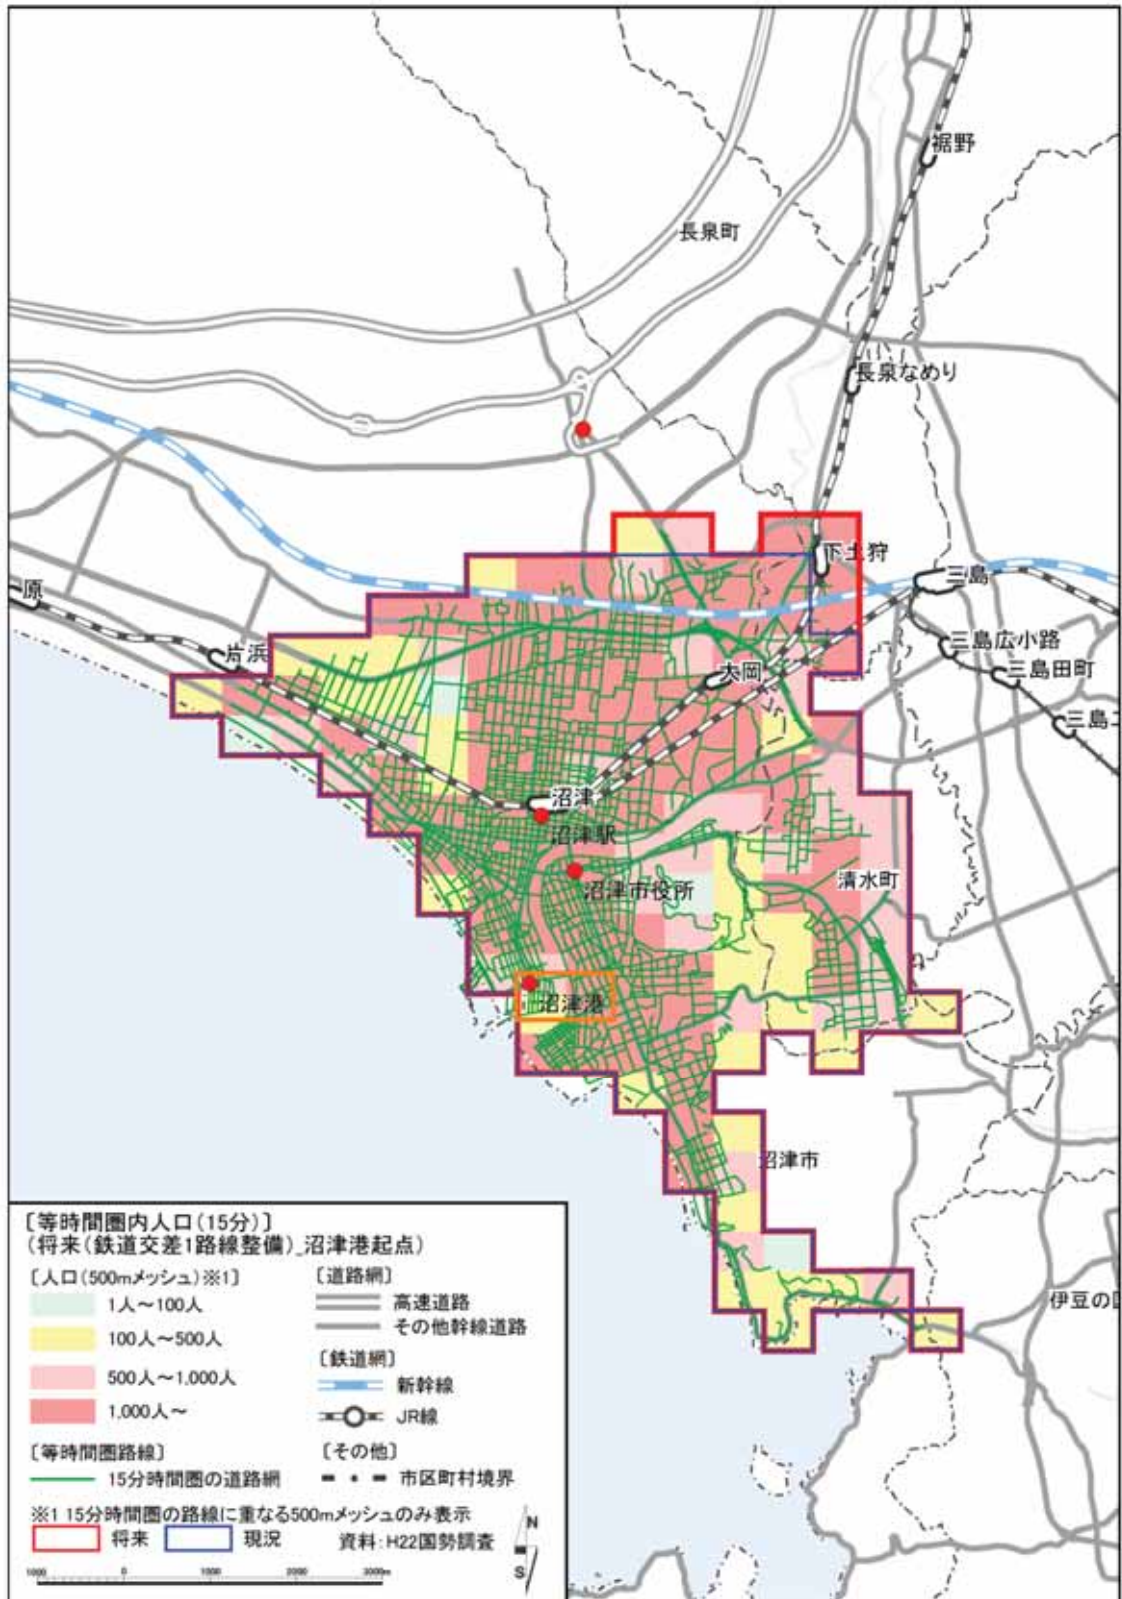 裾野
長泉町
長泉なめり
下土狩
三島
原
三島広小路
片浜
大岡
三島田町
三島二
沼津
沼津駅
清水町
沼津市役所
沼津港
沼津市
伊豆の国
〔等時間圏内人口(15分)〕
(将来(鉄道交差1路線整備)_沼津港起点)
〔人口(500mメッシュ)※1〕
1人～100人
100人～500人
500人～1,000人
1,000人～
〔道路網〕
高速道路
その他幹線道路
〔鉄道網〕
新幹線
JR線
〔等時間圏路線〕
15分時間圏の道路網
〔その他〕
市区町村境界
※1 15分時間圏の路線に重なる500mメッシュのみ表示
将来 現況 資料:H22国勢調査
N
S
1000 0 1000 2000 3000m